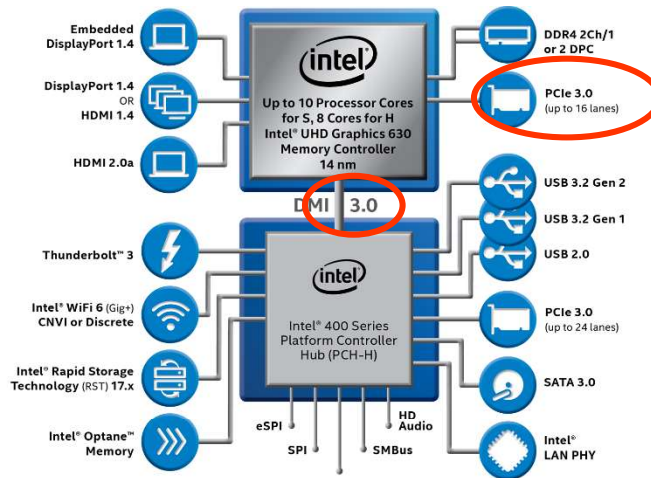 Embedded
DisplayPort 1.4
DisplayPort 1.4
OR
HDMI 1.4
HDMI 2.0a
intel
Up to 10 Processor Cores
for S, 8 Cores for H
Intel® UHD Graphics 630
Memory Controller
14 nm
DDR4 2Ch/1
or 2 DPC
PCIe 3.0
(up to 16 lanes)
DMI 3.0
Thunderbolt™ 3
Intel® WiFi 6 (Gig+)
CNVI or Discrete
Intel® Rapid Storage
Technology (RST) 17.x
Intel® Optane™
Memory
intel
Intel® 400 Series
Platform Controller
Hub (PCH-H)
USB 3.2 Gen 2
USB 3.2 Gen 1
USB 2.0
PCIe 3.0
(up to 24 lanes)
SATA 3.0
Intel®
LAN PHY
eSPI
SPI
SMBus
HD
Audio